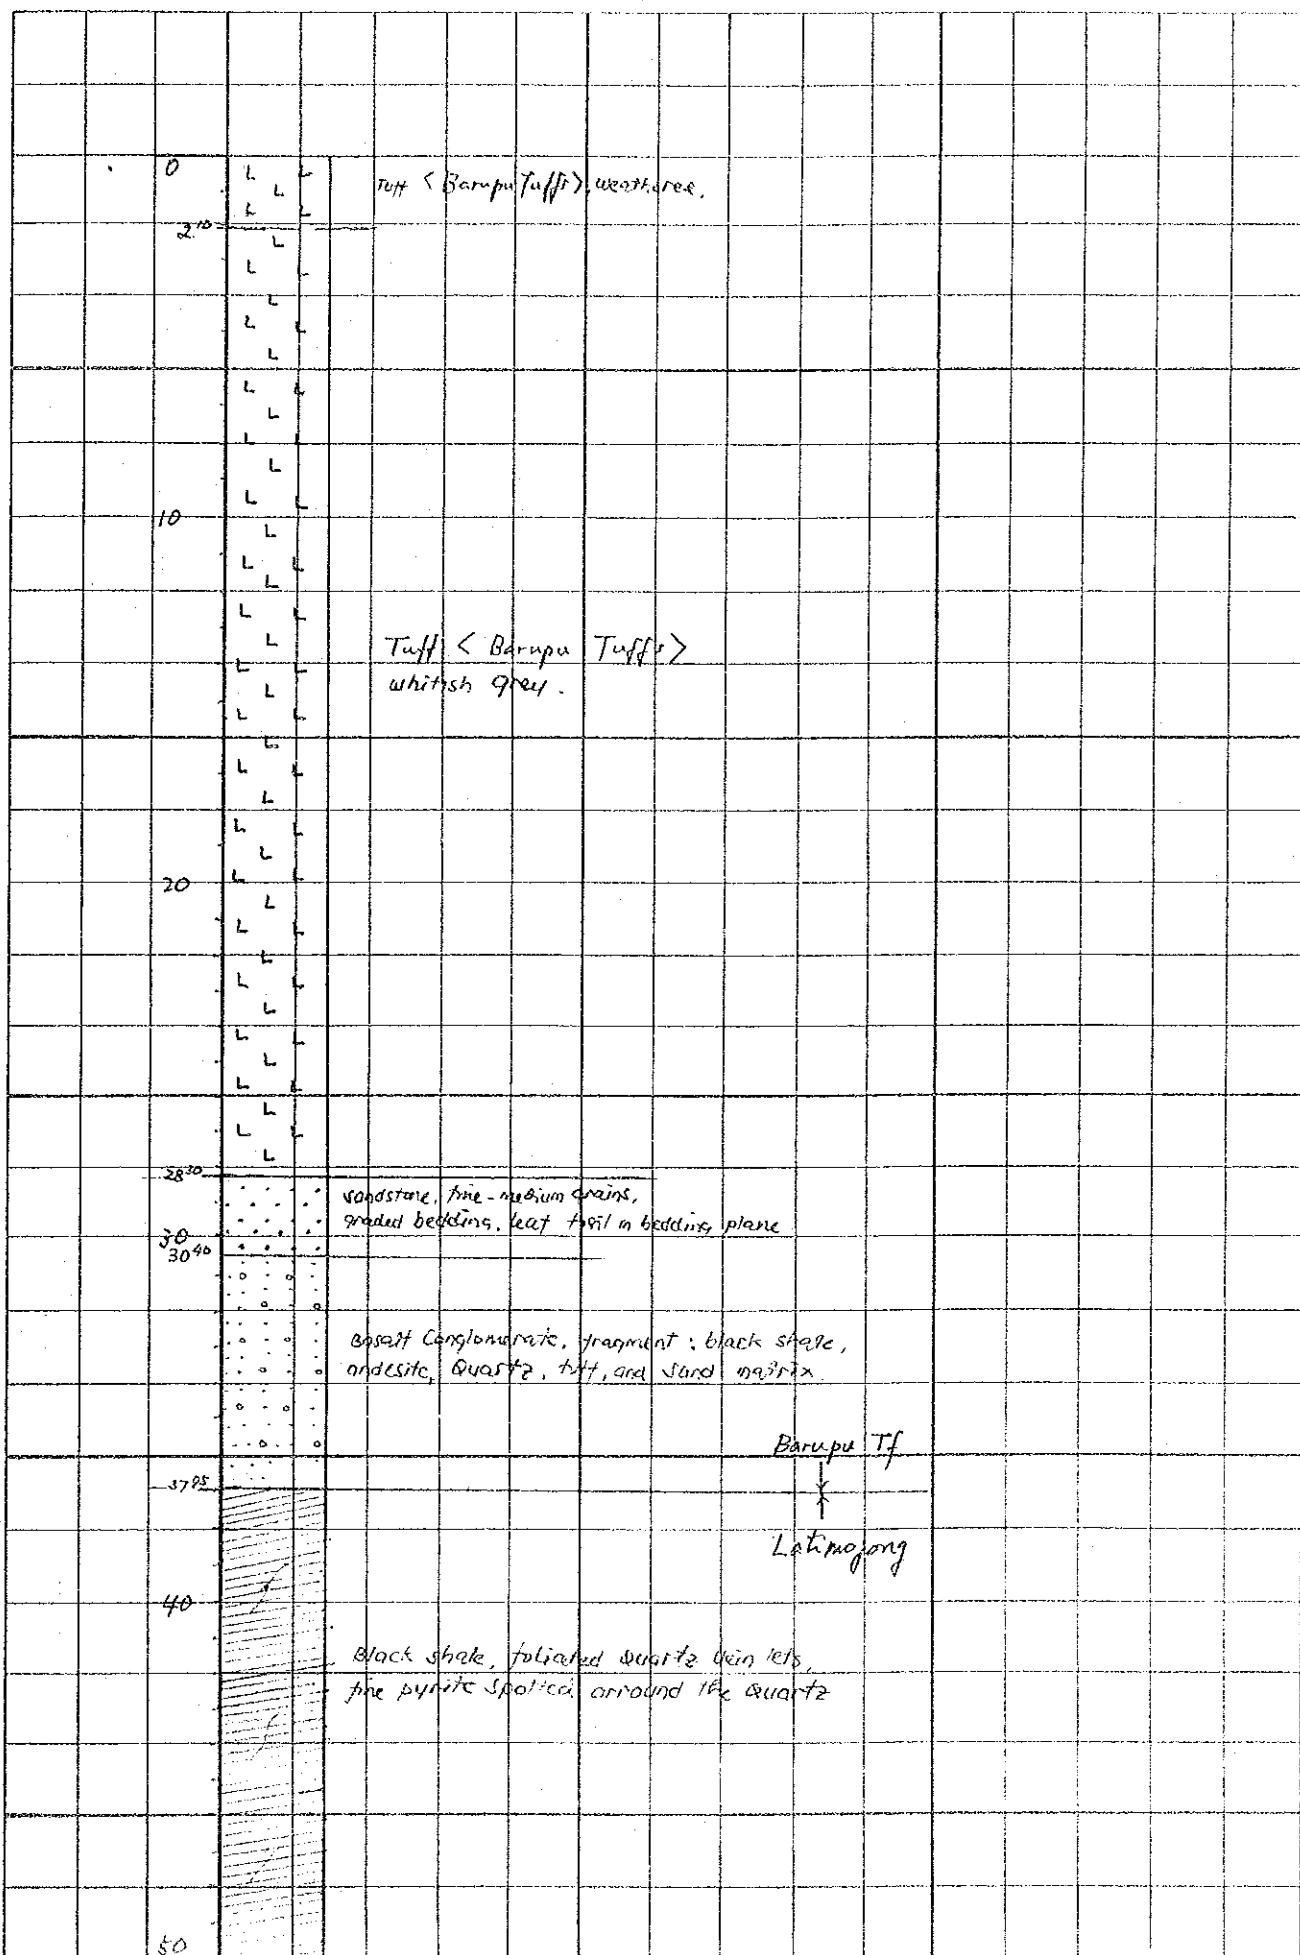 0
Tuff < Barupu Tuffs >, weathered.
2.10
10
Tuff < Barupu Tuffs >
whitish grey.
20
28.30
sandstone, fine-medium grains,
graded bedding, leaf fosil in bedding plane
30
30.40
Basalt Conglomerate, fragment : black shale,
andesite, Quartz, tuff, and sand matrix
Barupu Tf
37
Latimojong
40
Black shale, foliated Quartz vein lets,
fine pyrite spotted arround the Quartz
50